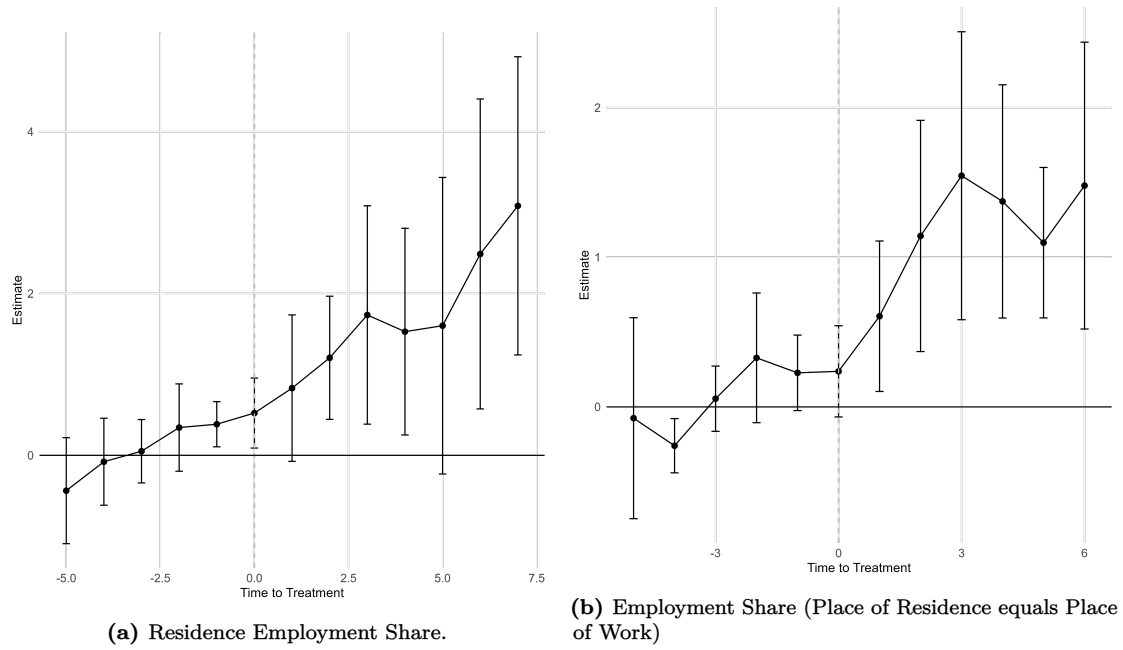 4
2
0
Estimate
-5.0 -2.5 0.0 2.5 5.0 7.5
Time to Treatment
(a) Residence Employment Share.
2
1
0
Estimate
-3 0 3 6
Time to Treatment
(b) Employment Share (Place of Residence equals Place
of Work)